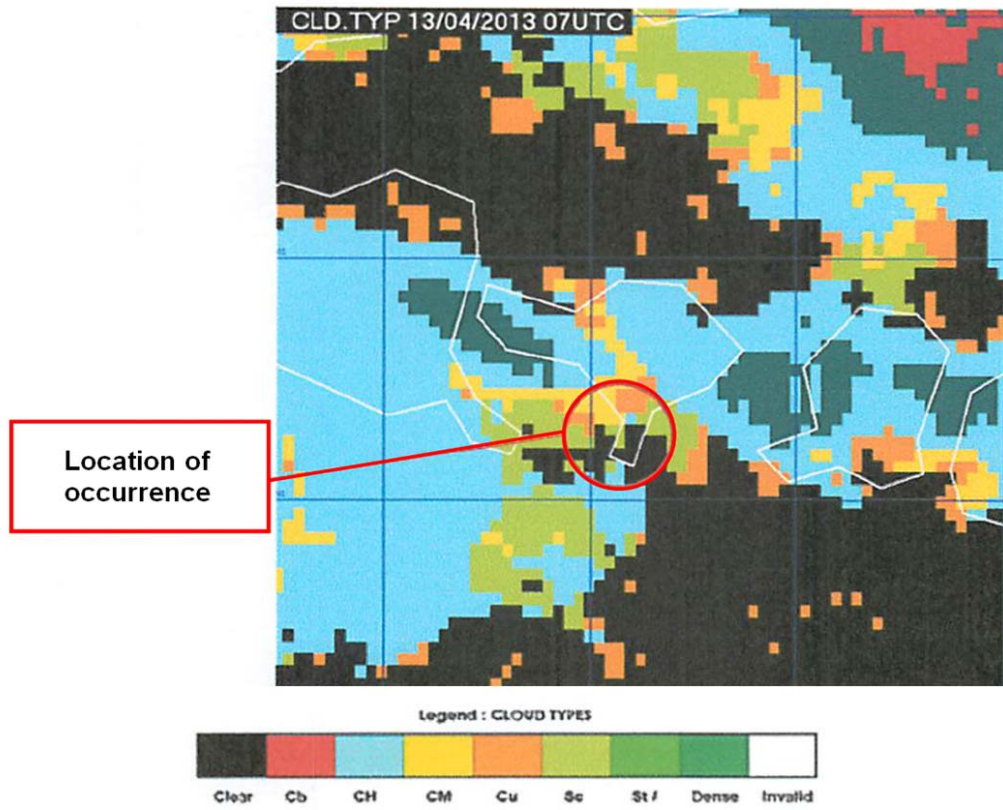 CLD.TYP 13/04/2013 07UTC
Location of
occurrence
Legend : CLOUD TYPES
Clear Cb CH CM Cu Sc St / Dense Invalid